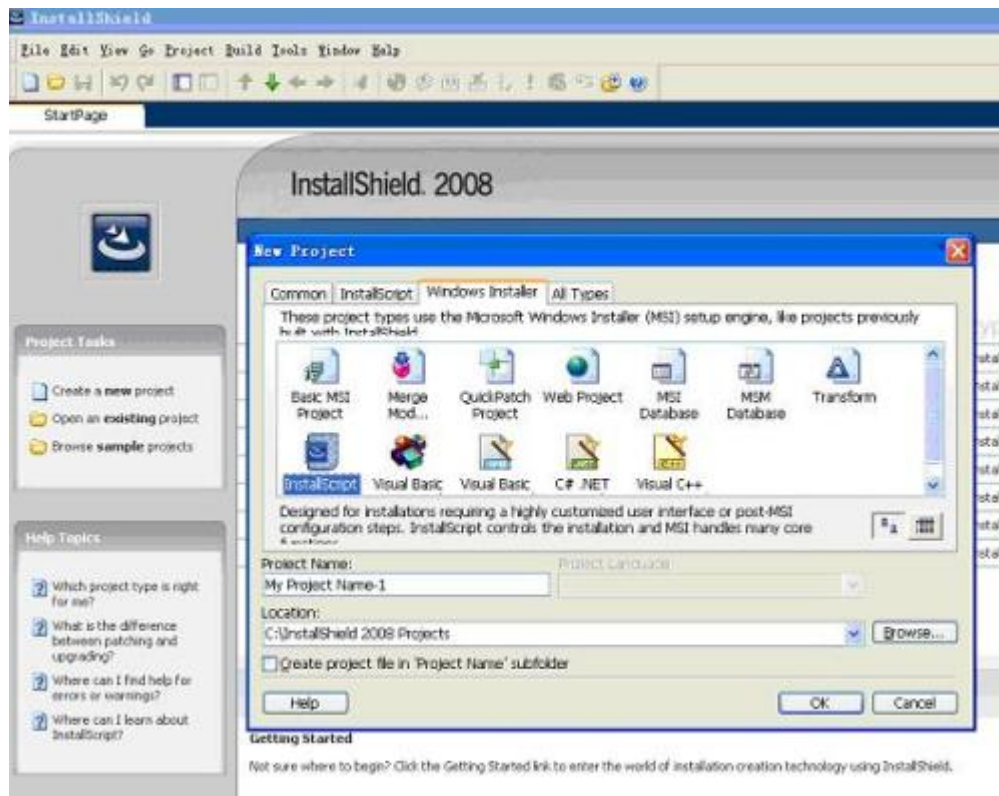 InstallShield
File Edit View Go Project Build Tools Window Help
StartPage
InstallShield. 2008
New Project
Common InstallScript Windows Installer All Types
These project types use the Microsoft Windows Installer (MSI) setup engine, like projects previously
built with InstallShield.
Basic MSI Project
Merge Mod...
QuickPatch Project
Web Project
MSI Database
MSM Database
Transform
InstallScript
Visual Basic
Visual Basic
C# .NET
Visual C++
Designed for installations requiring a highly customized user interface or post-MSI
configuration steps. InstallScript controls the installation and MSI handles many core
functions.
Project Name:
Project Language:
My Project Name-1
Location:
C:\InstallShield 2008 Projects
Browse...
Create project file in 'Project Name' subfolder
Help
OK
Cancel
Project Tasks
Create a new project
Open an existing project
Browse sample projects
Help Topics
Which project type is right
for me?
What is the difference
between patching and
upgrading?
Where can I find help for
errors or warnings?
Where can I learn about
InstallScript?
Getting Started
Not sure where to begin? Click the Getting Started link to enter the world of installation creation technology using InstallShield.